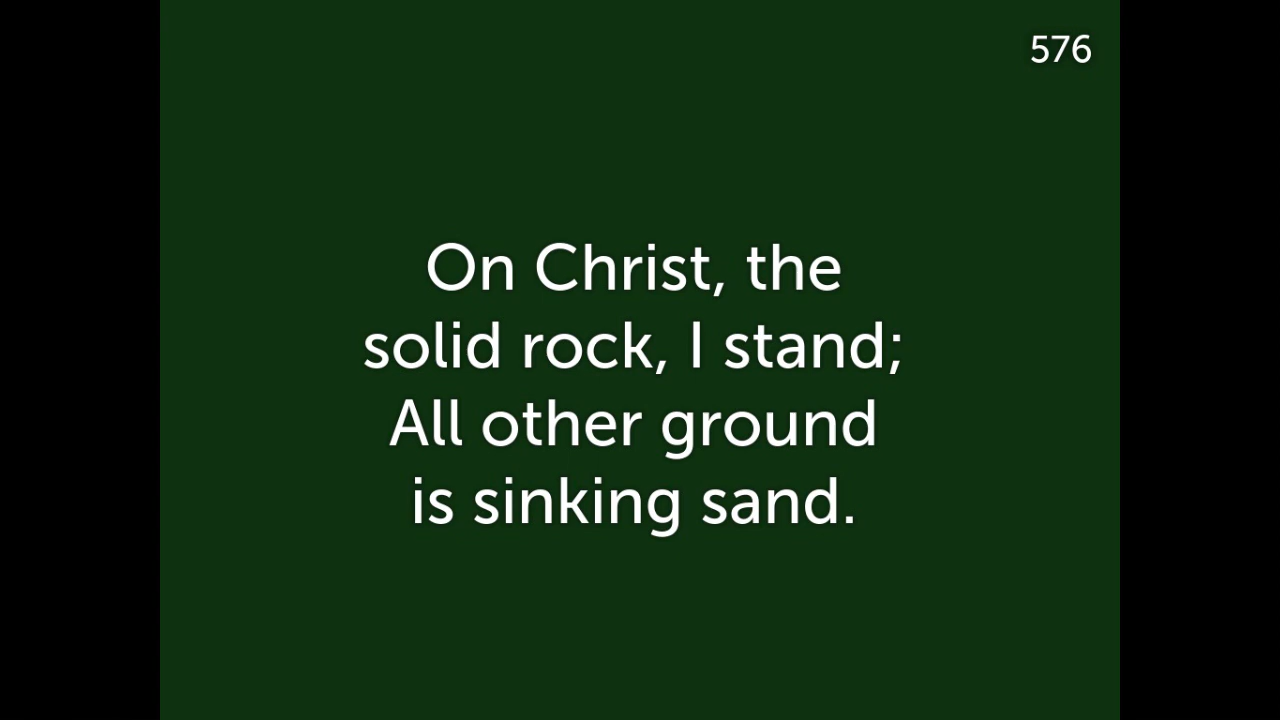 576
On Christ, the
solid rock, I stand;
All other ground
is sinking sand.